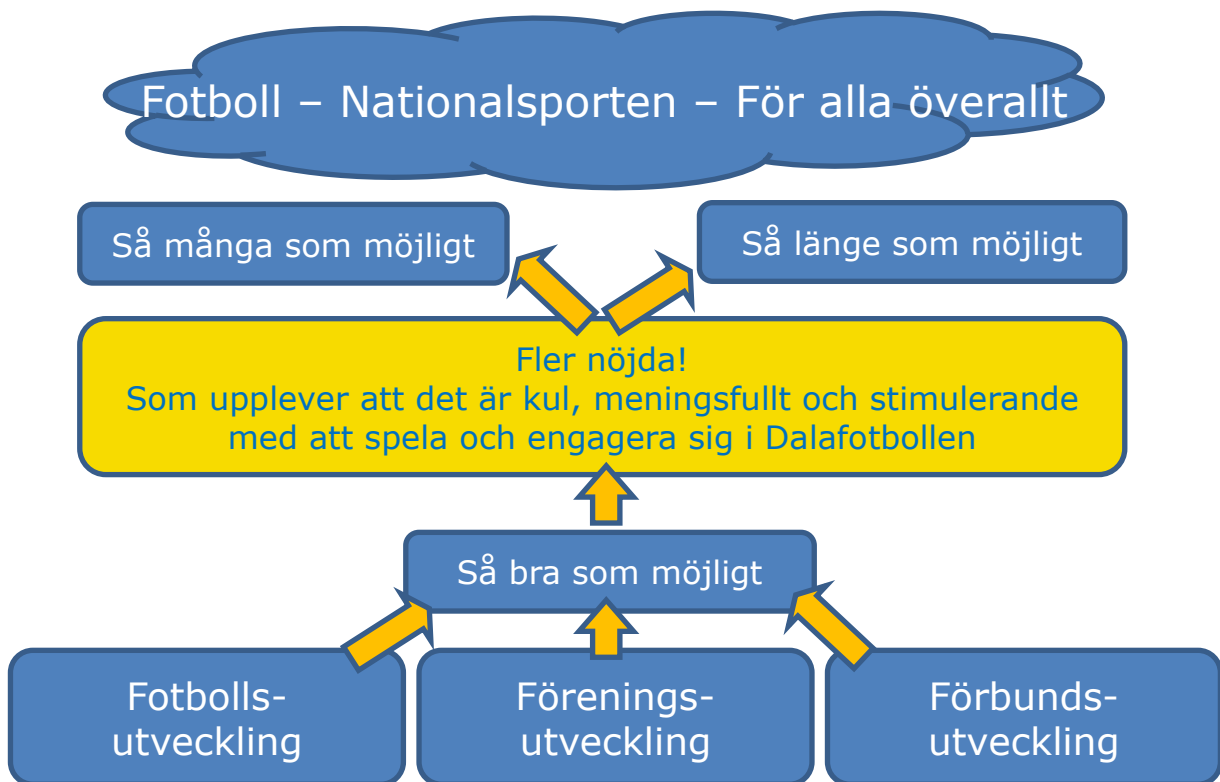 Fotboll – Nationalsporten – För alla överallt
Så många som möjligt
Så länge som möjligt
Fler nöjda!
Som upplever att det är kul, meningsfullt och stimulerande
med att spela och engagera sig i Dalafotbollen
Så bra som möjligt
Fotbolls-
utveckling
Förenings-
utveckling
Förbunds-
utveckling